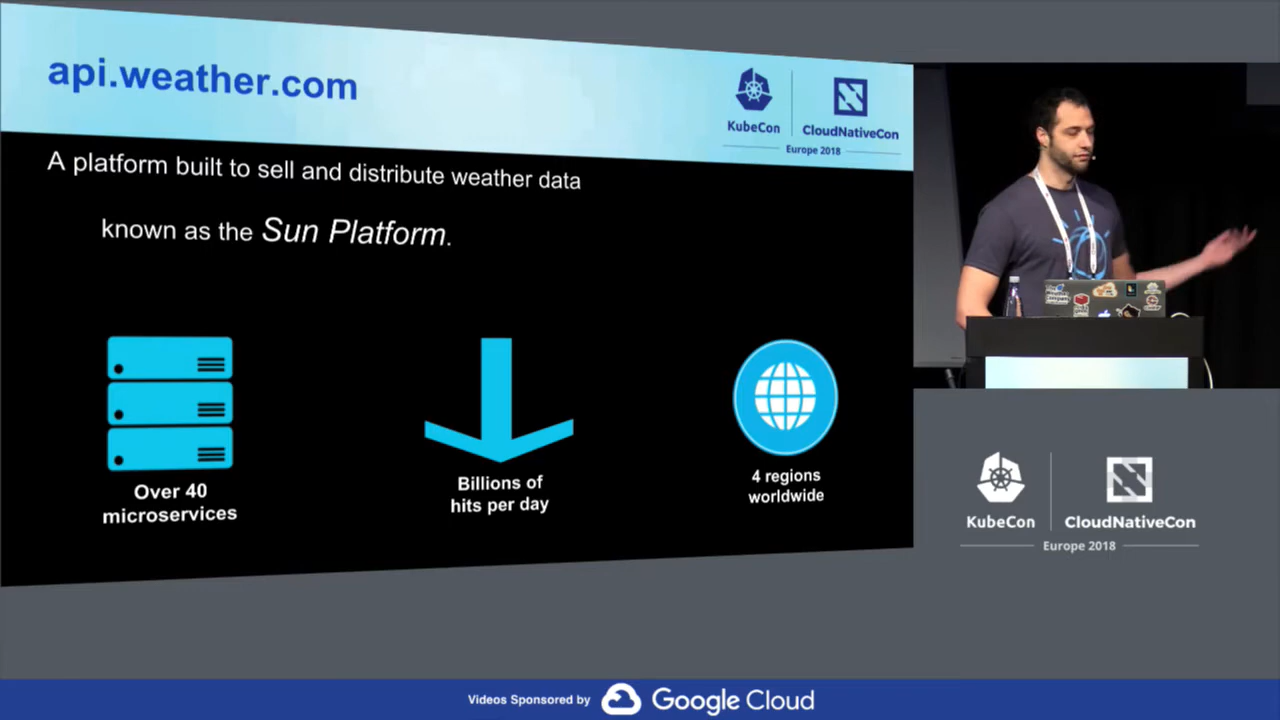 api.weather.com
KubeCon
CloudNativeCon
Europe 2018
A platform built to sell and distribute weather data
known as the Sun Platform.
Over 40
microservices
Billions of
hits per day
4 regions
worldwide
KubeCon
CloudNativeCon
Europe 2018
Videos Sponsored by
Google Cloud